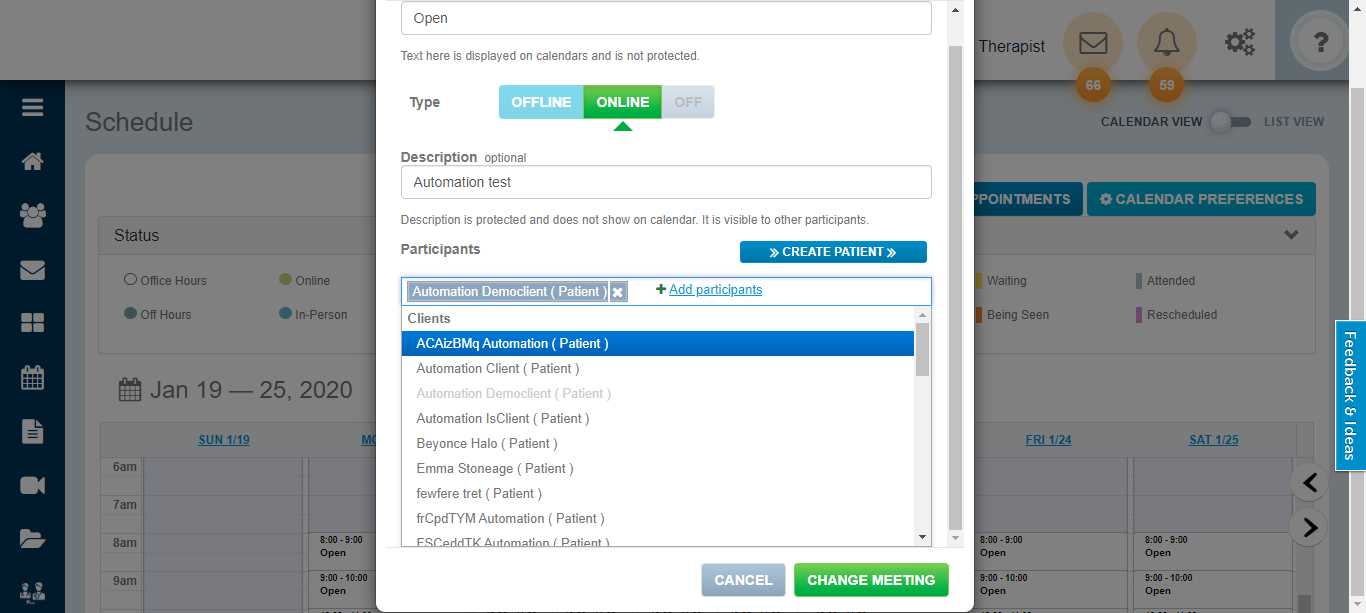 Open
Text here is displayed on calendars and is not protected.
Therapist
66
59
?
Type
OFFLINE
ONLINE
OFF
Schedule
CALENDAR VIEW
LIST VIEW
Description optional
Automation test
Description is protected and does not show on calendar. It is visible to other participants.
PPOINTMENTS
CALENDAR PREFERENCES
Participants
CREATE PATIENT
Status
Office Hours
Online
Off Hours
In-Person
Waiting
Attended
Being Seen
Rescheduled
Automation Democlient ( Patient )
Add participants
Clients
ACAizBMq Automation ( Patient )
Automation Client ( Patient )
Automation Democlient ( Patient )
Automation IsClient ( Patient )
Beyonce Halo ( Patient )
Emma Stoneage ( Patient )
fewfere tret ( Patient )
frCpdTYM Automation ( Patient )
FSCeddTK Automation ( Patient )
Feedback & Ideas
Jan 19 — 25, 2020
SUN 1/19
MO
FRI 1/24
SAT 1/25
6am
7am
8am
9am
8:00 - 9:00
Open
9:00 - 10:00
Open
8:00 - 9:00
Open
9:00 - 10:00
Open
8:00 - 9:00
Open
9:00 - 10:00
Open
CANCEL
CHANGE MEETING